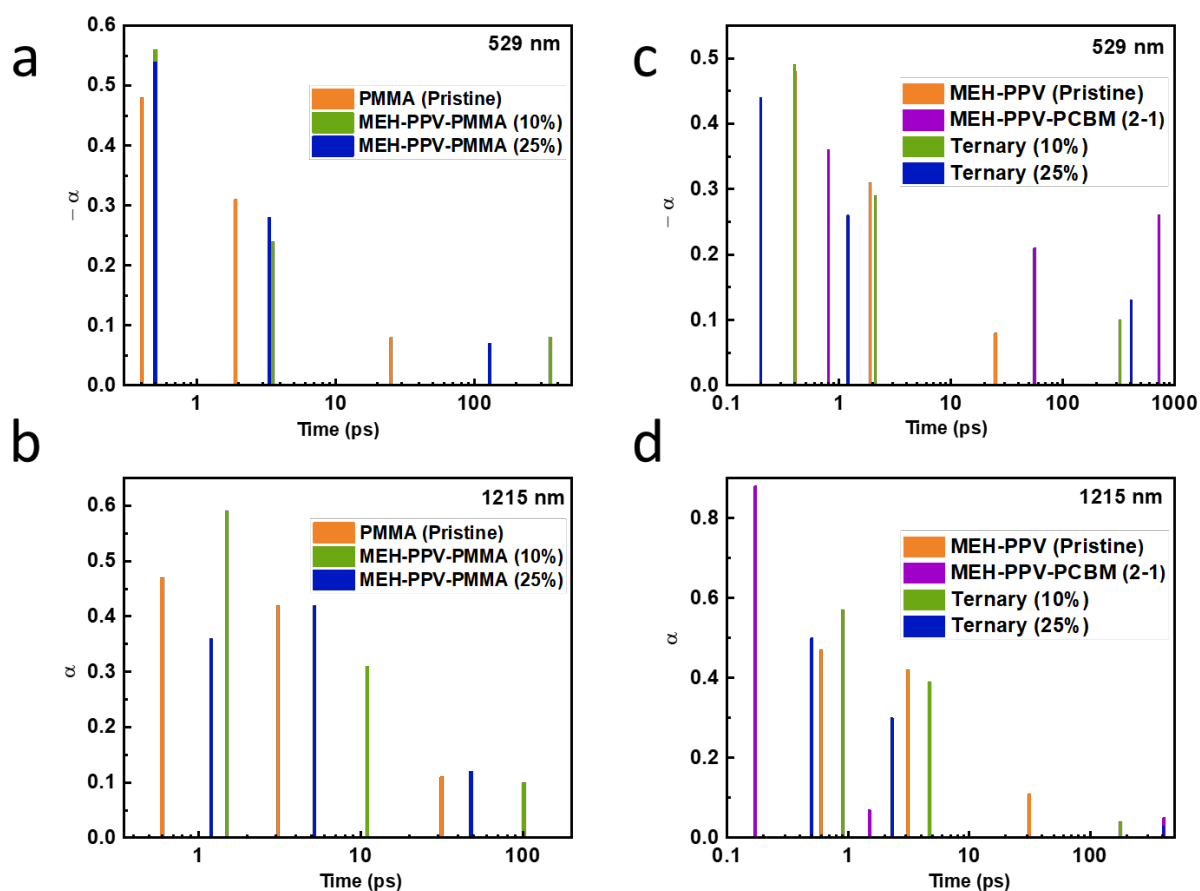 a
529 nm
PMMA (Pristine)
MEH-PPV-PMMA (10%)
MEH-PPV-PMMA (25%)
0.6
0.5
0.4
0.3
0.2
0.1
0.0
– α
1
10
100
Time (ps)
c
529 nm
MEH-PPV (Pristine)
MEH-PPV-PCBM (2-1)
Ternary (10%)
Ternary (25%)
0.5
0.4
0.3
0.2
0.1
0.0
– α
0.1
1
10
100
1000
Time (ps)
b
1215 nm
PMMA (Pristine)
MEH-PPV-PMMA (10%)
MEH-PPV-PMMA (25%)
0.6
0.5
0.4
0.3
0.2
0.1
0.0
α
1
10
100
Time (ps)
d
1215 nm
MEH-PPV (Pristine)
MEH-PPV-PCBM (2-1)
Ternary (10%)
Ternary (25%)
0.8
0.6
0.4
0.2
0.0
α
0.1
1
10
100
Time (ps)